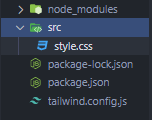 node_modules
src
style.css
package-lock.json
package.json
tailwind.config.js